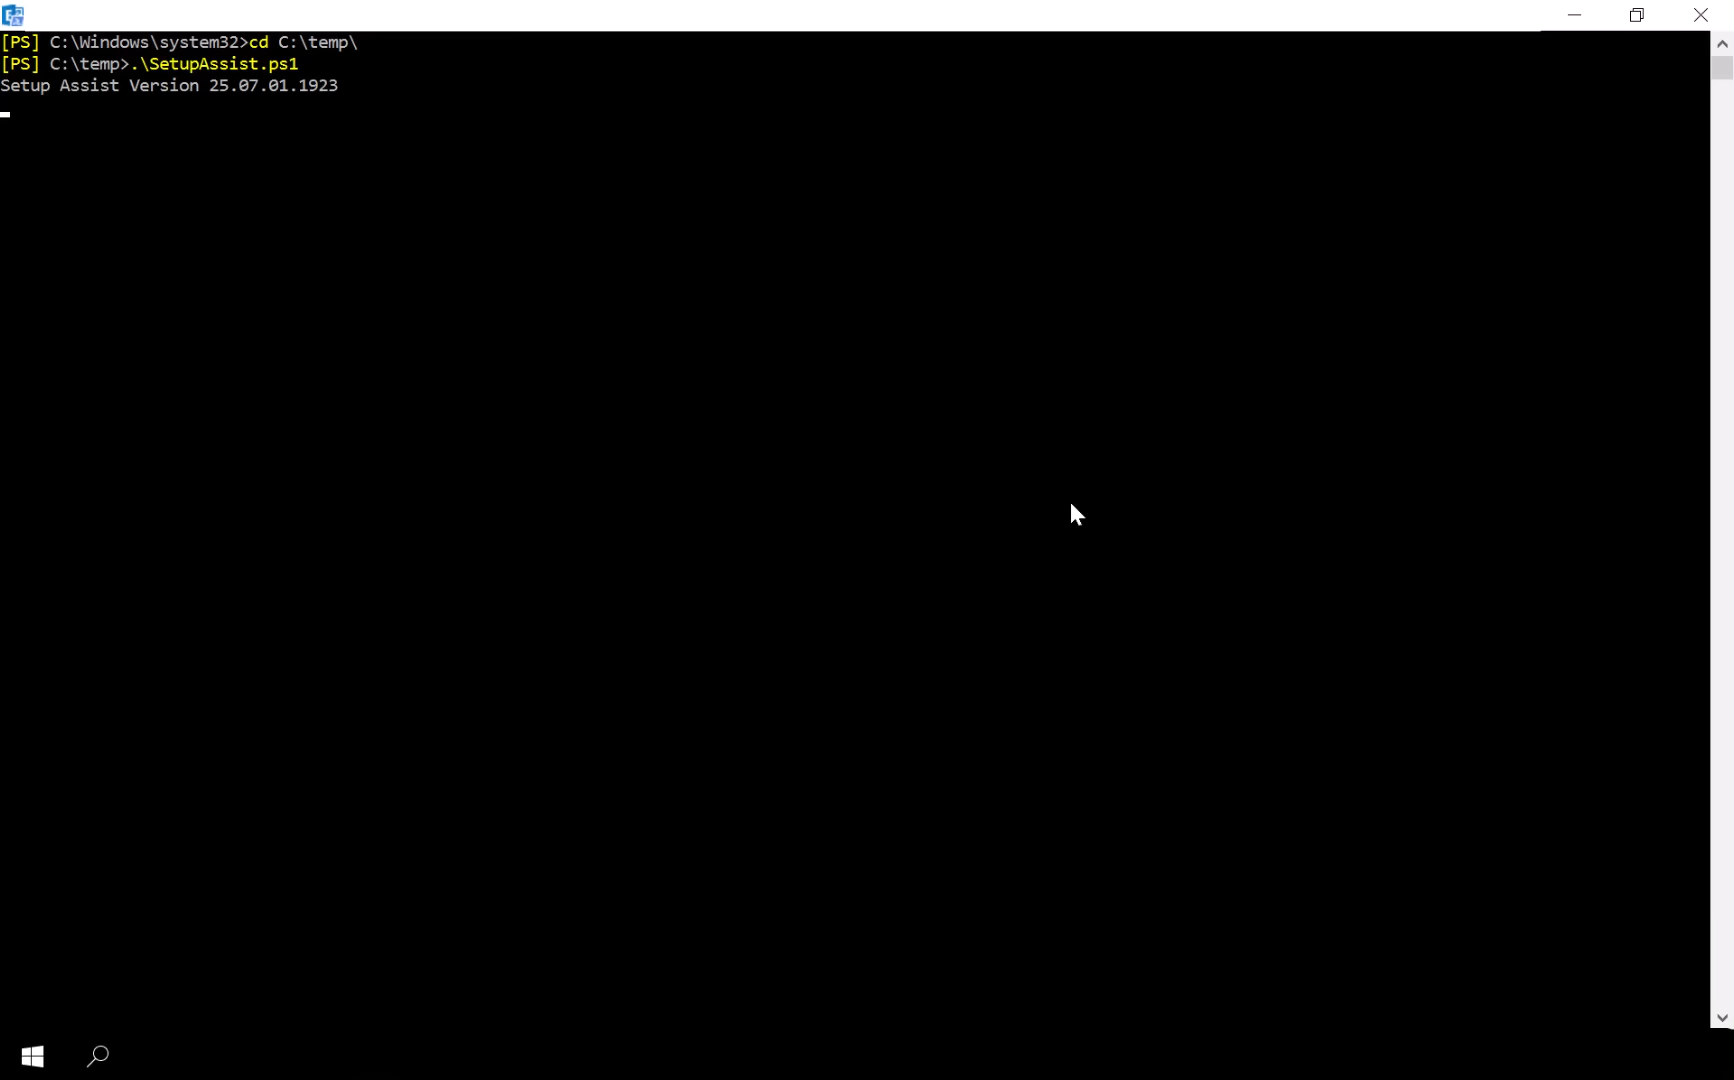 [PS] C:\Windows\system32>cd C:\temp\
[PS] C:\temp>.\SetupAssist.ps1
Setup Assist Version 25.07.01.1923